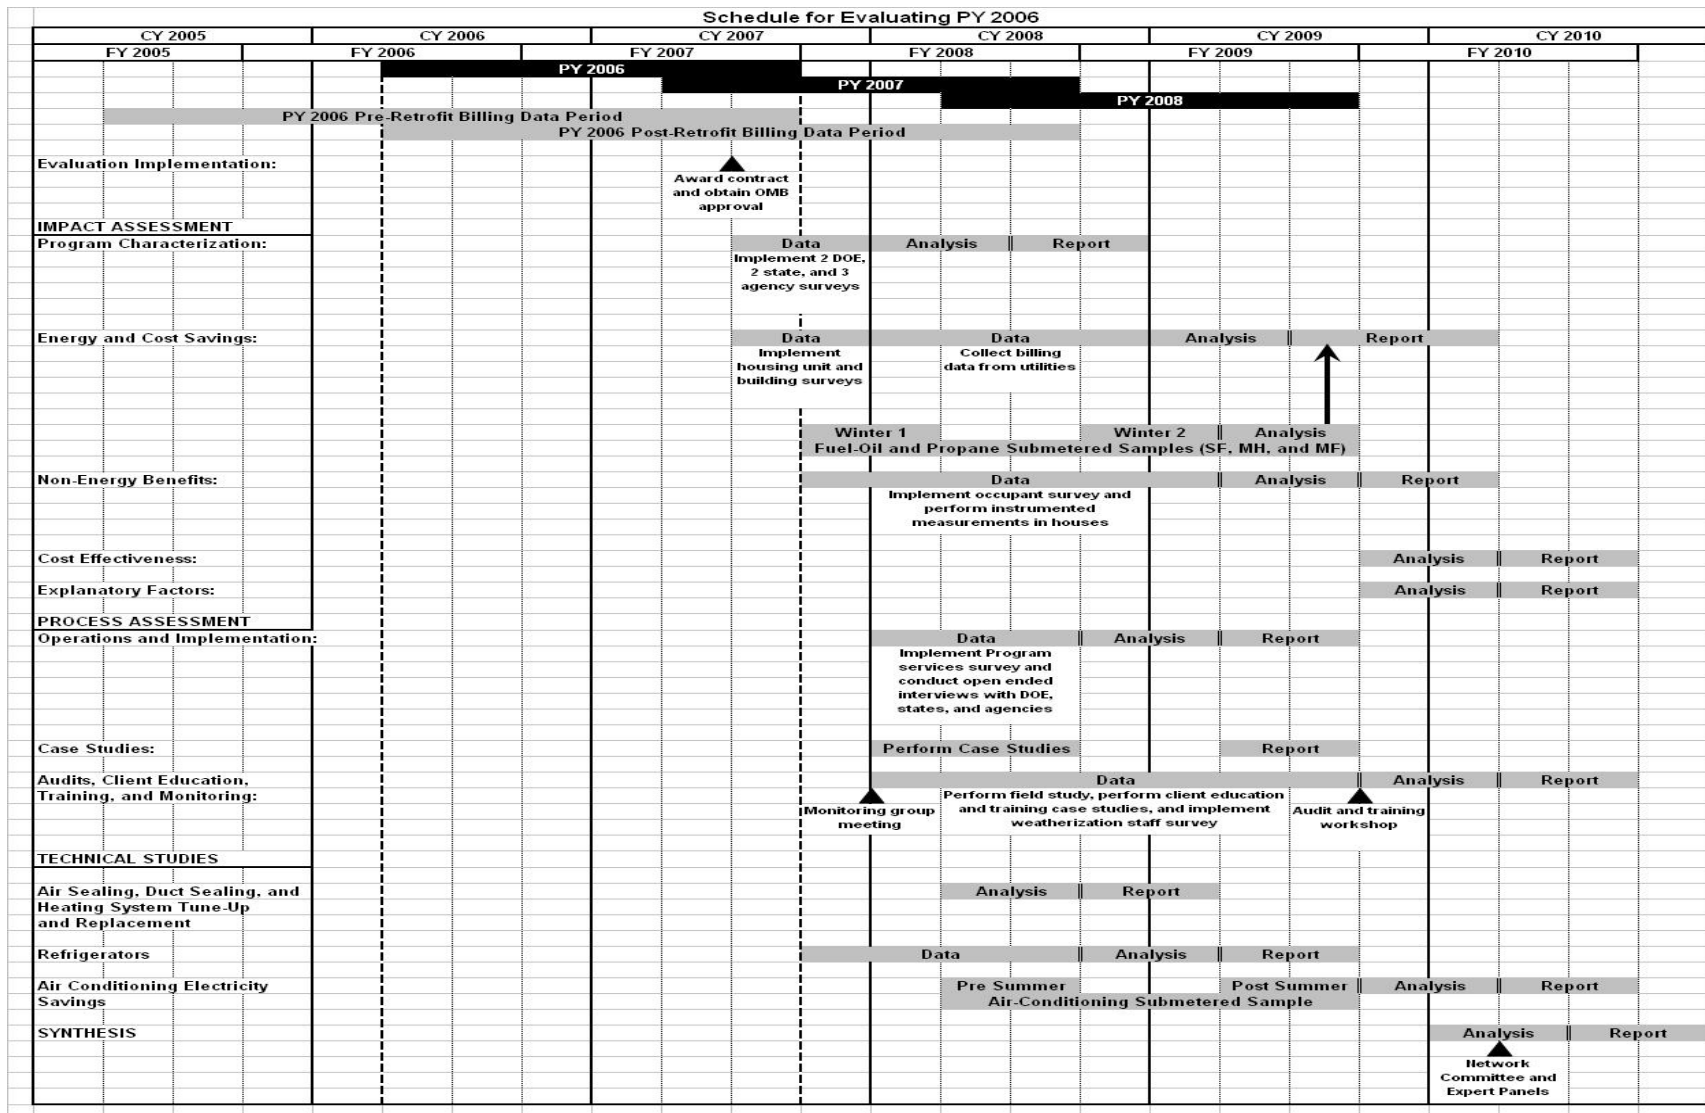 Schedule for Evaluating PY 2006
CY 2005 CY 2006 CY 2007 CY 2008 CY 2009 CY 2010
FY 2005 FY 2006 FY 2007 FY 2008 FY 2009 FY 2010
PY 2006
PY 2007
PY 2008
PY 2006 Pre-Retrofit Billing Data Period
PY 2006 Post-Retrofit Billing Data Period
Evaluation Implementation:
Award contract
and obtain OMB
approval
IMPACT ASSESSMENT
Program Characterization: Data Analysis Report
Implement 2 DOE,
2 state, and 3
agency surveys
Energy and Cost Savings: Data Data Analysis Report
Implement
housing unit and
building surveys
Collect billing
data from utilities
Winter 1 Winter 2 Analysis
Fuel-Oil and Propane Submetered Samples (SF, MH, and MF)
Non-Energy Benefits: Data Analysis Report
Implement occupant survey and
perform instrumented
measurements in houses
Cost Effectiveness: Analysis Report
Explanatory Factors: Analysis Report
PROCESS ASSESSMENT
Operations and Implementation: Data Analysis Report
Implement Program
services survey and
conduct open ended
interviews with DOE,
states, and agencies
Case Studies: Perform Case Studies Report
Audits, Client Education,
Training, and Monitoring:
Data Analysis Report
Monitoring group
meeting
Perform field study, perform client education
and training case studies, and implement
weatherization staff survey
Audit and training
workshop
TECHNICAL STUDIES
Air Sealing, Duct Sealing, and
Heating System Tune-Up
and Replacement
Analysis Report
Refrigerators Data Analysis Report
Air Conditioning Electricity
Savings
Pre Summer Post Summer Analysis Report
Air-Conditioning Submetered Sample
SYNTHESIS Analysis Report
Network
Committee and
Expert Panels